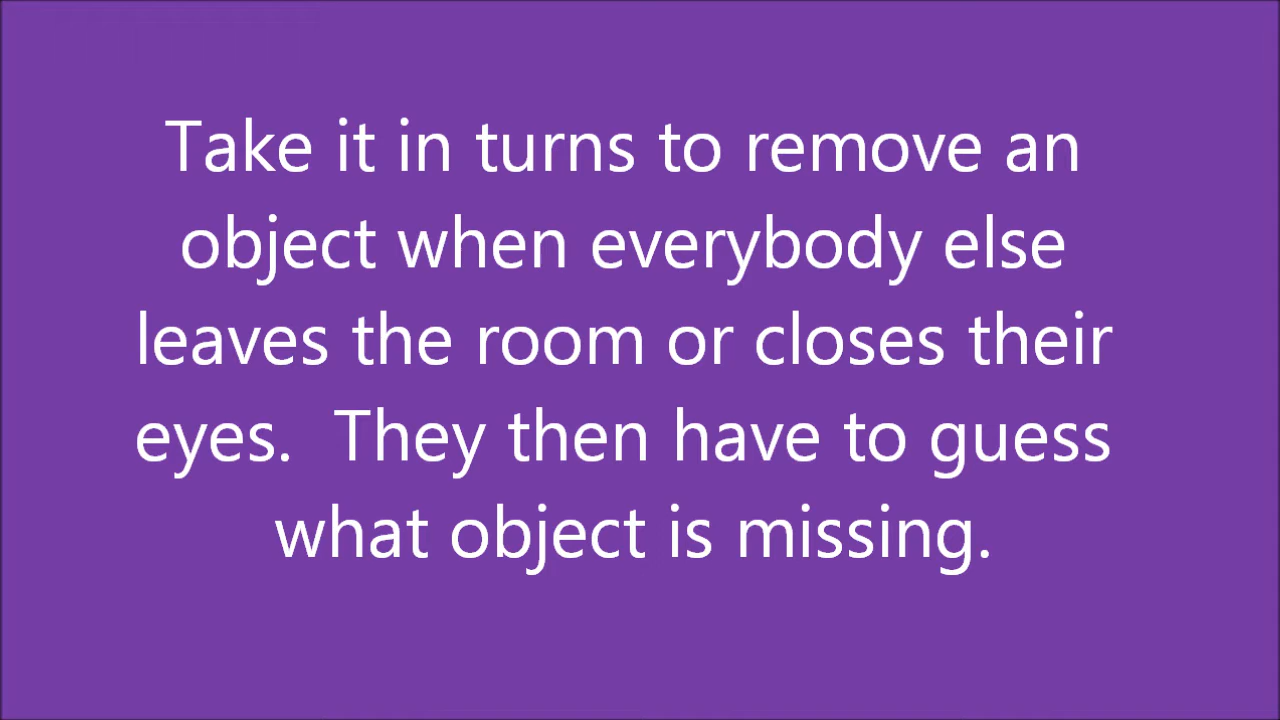 Take it in turns to remove an
object when everybody else
leaves the room or closes their
eyes.  They then have to guess
what object is missing.